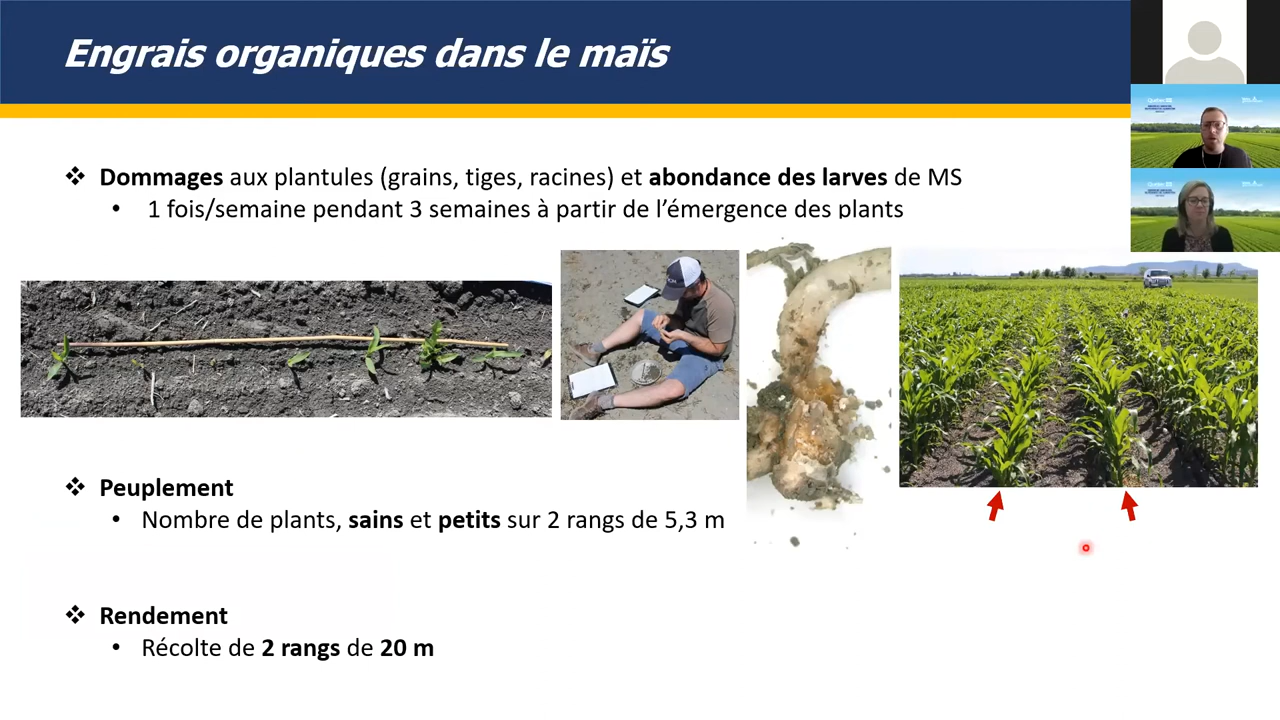 Engrais organiques dans le maïs
❖ Dommages aux plantules (grains, tiges, racines) et abondance des larves de MS
• 1 fois/semaine pendant 3 semaines à partir de l'émergence des plants
❖ Peuplement
• Nombre de plants, sains et petits sur 2 rangs de 5,3 m
❖ Rendement
• Récolte de 2 rangs de 20 m
Québec
Québec